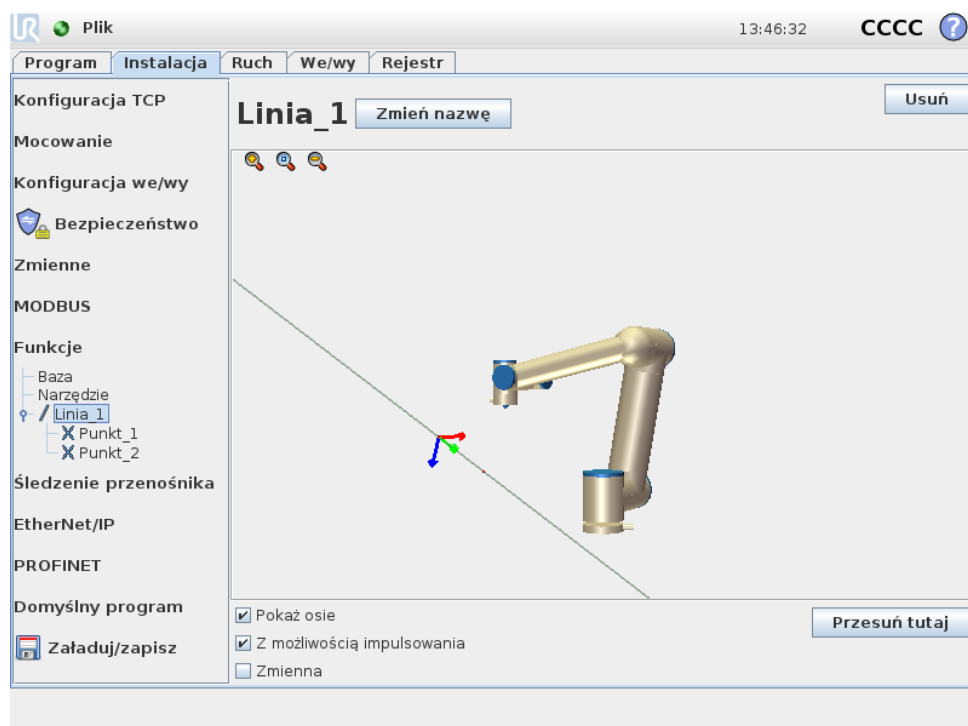 UR Plik 13:46:32 CCCC ?
Program Instalacja Ruch We/wy Rejestr
Konfiguracja TCP
Mocowanie
Konfiguracja we/wy
Bezpieczeństwo
Zmienne
MODBUS
Funkcje
Baza
Narzędzie
Linia_1
Punkt_1
Punkt_2
Śledzenie przenośnika
EtherNet/IP
PROFINET
Domyślny program
Załaduj/zapisz
Linia_1 Zmień nazwę
Usuń
Pokaż osie
Z możliwością impulsowania
Zmienna
Przesuń tutaj